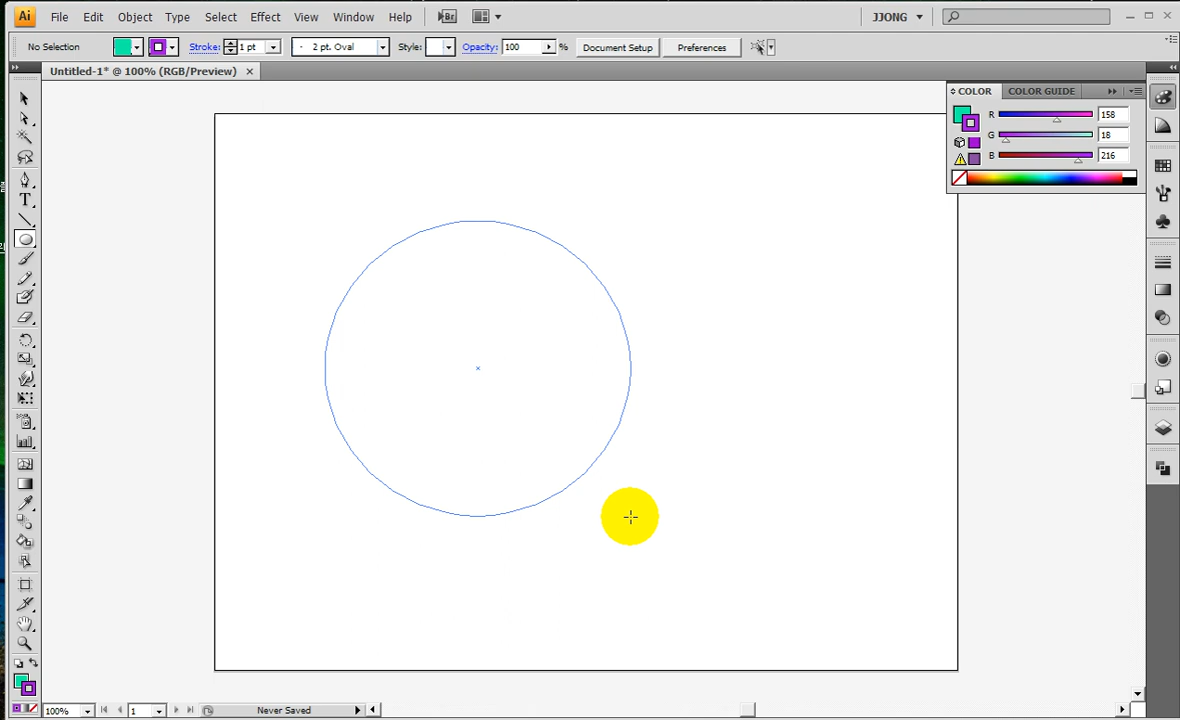 Ai File Edit Object Type Select Effect View Window Help Br JJONG
No Selection Stroke: 1 pt 2 pt. Oval Style: Opacity: 100 % Document Setup Preferences
Untitled-1* @ 100% (RGB/Preview)
COLOR COLOR GUIDE
R 158
G 18
B 216
T
100% 1 Never Saved